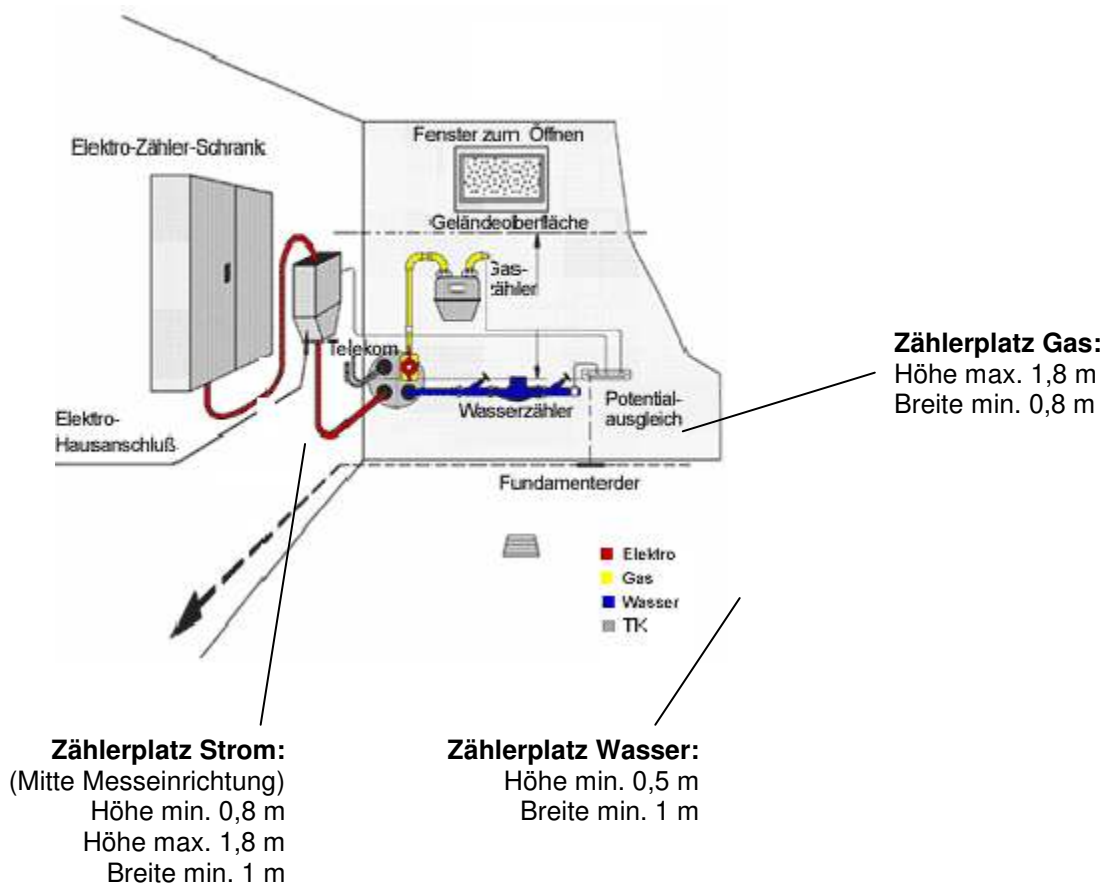 Fenster zum Öffnen
Elektro-Zähler-Schrank
Geländeoberfläche
Gas-
zähler
Telekom
Zählerplatz Gas:
Höhe max. 1,8 m
Breite min. 0,8 m
Wasserzähler
Potential-
ausgleich
Elektro-
Hausanschluß
Fundamenterder
Elektro
Gas
Wasser
TK
Zählerplatz Strom:
(Mitte Messeinrichtung)
Höhe min. 0,8 m
Höhe max. 1,8 m
Breite min. 1 m
Zählerplatz Wasser:
Höhe min. 0,5 m
Breite min. 1 m